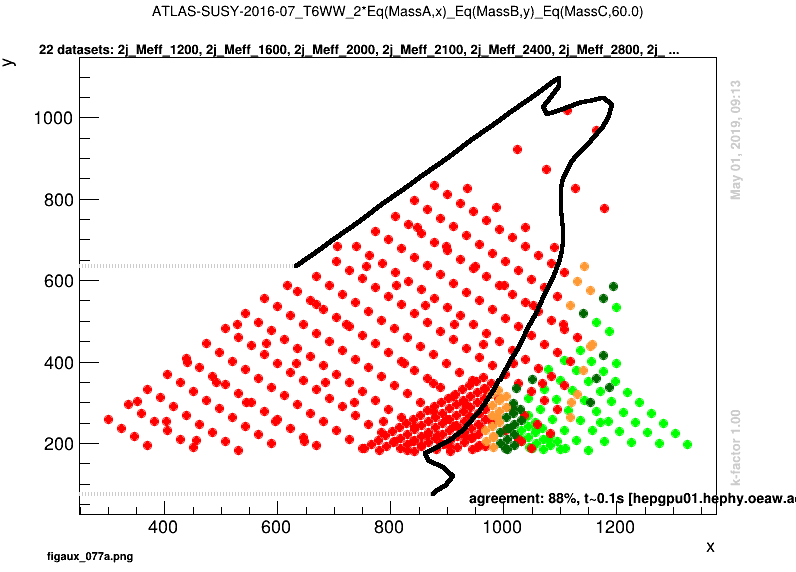 ATLAS-SUSY-2016-07_T6WW_2*Eq(MassA,x)_Eq(MassB,y)_Eq(MassC,60.0)
22 datasets: 2j_Meff_1200, 2j_Meff_1600, 2j_Meff_2000, 2j_Meff_2100, 2j_Meff_2400, 2j_Meff_2800, 2j_ ...
y
1000
800
600
400
200
400
600
800
1000
1200
x
May 01, 2019, 09:13
k-factor 1.00
agreement: 88%, t~0.1s [hepgpu01.hephy.oeaw.a
figaux_077a.png